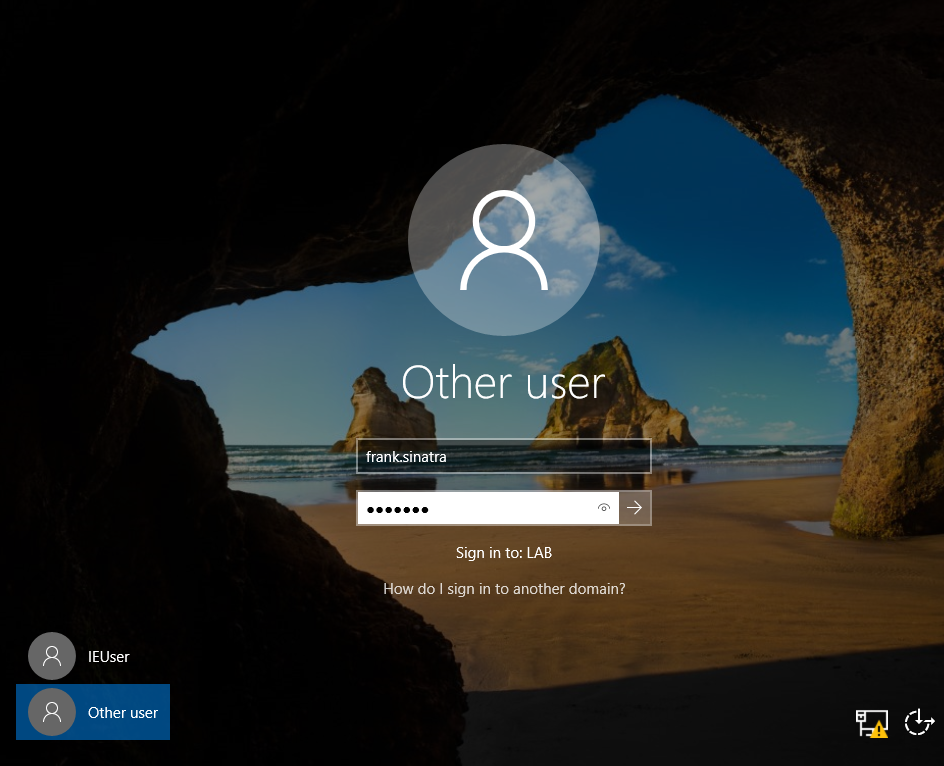 Other user
frank.sinatra
Sign in to: LAB
How do I sign in to another domain?
IEUser
Other user